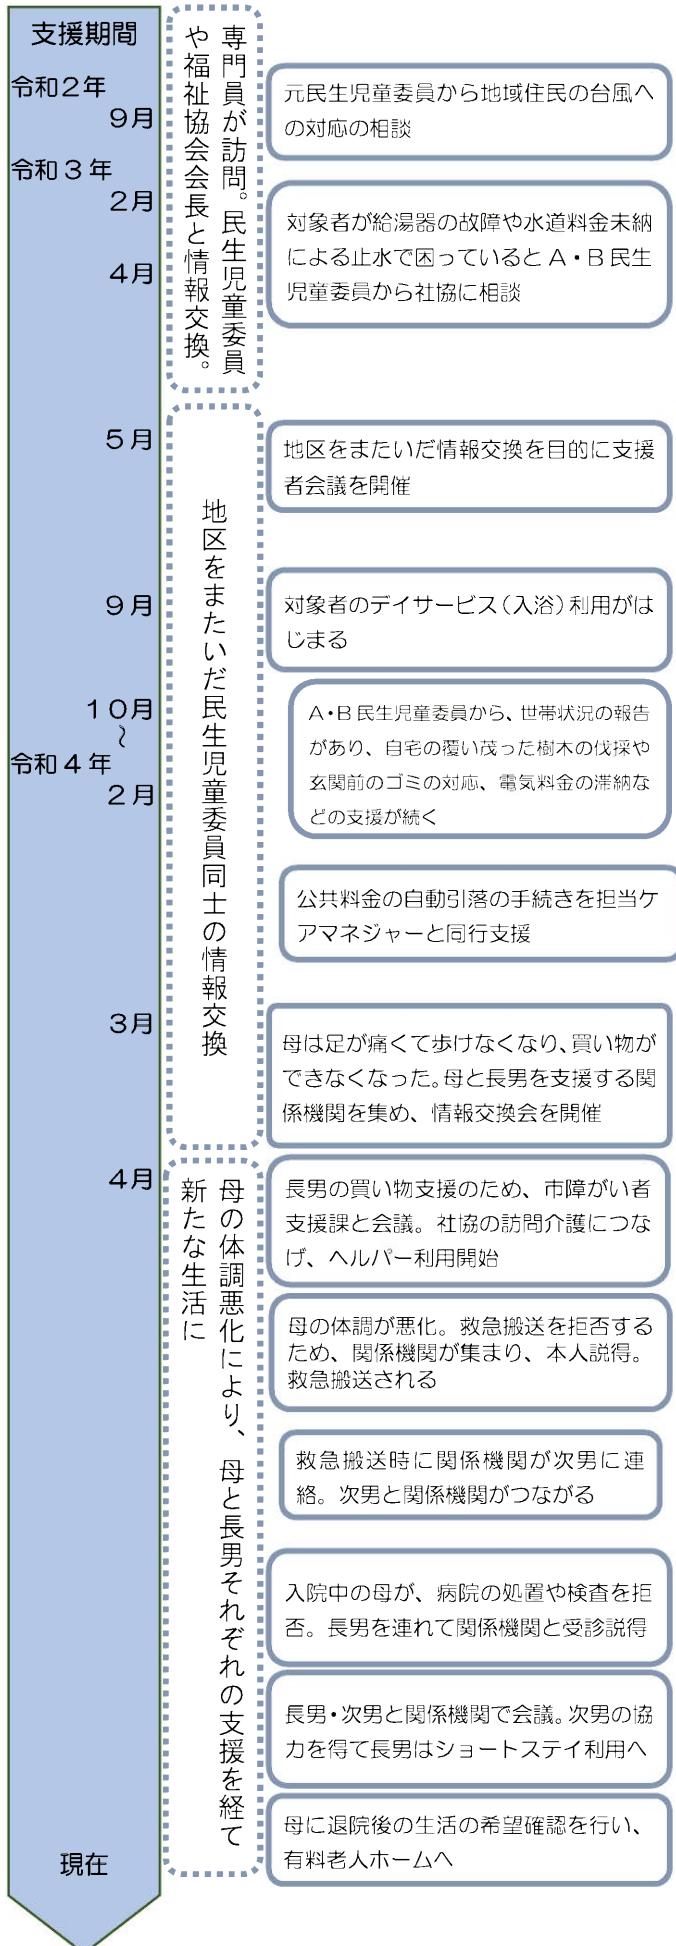 支援期間
令和2年
9月
令和3年
2月
4月
5月
9月
10月
～
令和4年
2月
3月
4月
現在
専門員が訪問。民生児童委員
や福祉協会会長と情報交換。
地区をまたいだ民生児童委員同士の情報交換
母の体調悪化により、母と長男それぞれの支援を経て
新たな生活に
元民生児童委員から地域住民の台風へ
の対応の相談
対象者が給湯器の故障や水道料金未納
による止水で困っているとA・B民生
児童委員から社協に相談
地区をまたいだ情報交換を目的に支援
者会議を開催
対象者のデイサービス（入浴）利用がは
じまる
A・B民生児童委員から、世帯状況の報告
があり、自宅の覆い茂った樹木の伐採や
玄関前のゴミの対応、電気料金の滞納な
どの支援が続く
公共料金の自動引落の手続きを担当ケ
アマネジャーと同行支援
母は足が痛くて歩けなくなり、買い物が
できなくなった。母と長男を支援する関
係機関を集め、情報交換会を開催
長男の買い物支援のため、市障がい者
支援課と会議。社協の訪問介護につな
げ、ヘルパー利用開始
母の体調が悪化。救急搬送を拒否する
ため、関係機関が集まり、本人説得。
救急搬送される
救急搬送時に関係機関が次男に連
絡。次男と関係機関がつながる
入院中の母が、病院の処置や検査を拒
否。長男を連れて関係機関と受診説得
長男・次男と関係機関で会議。次男の協
力を得て長男はショートステイ利用へ
母に退院後の生活の希望確認を行い、
有料老人ホームへ